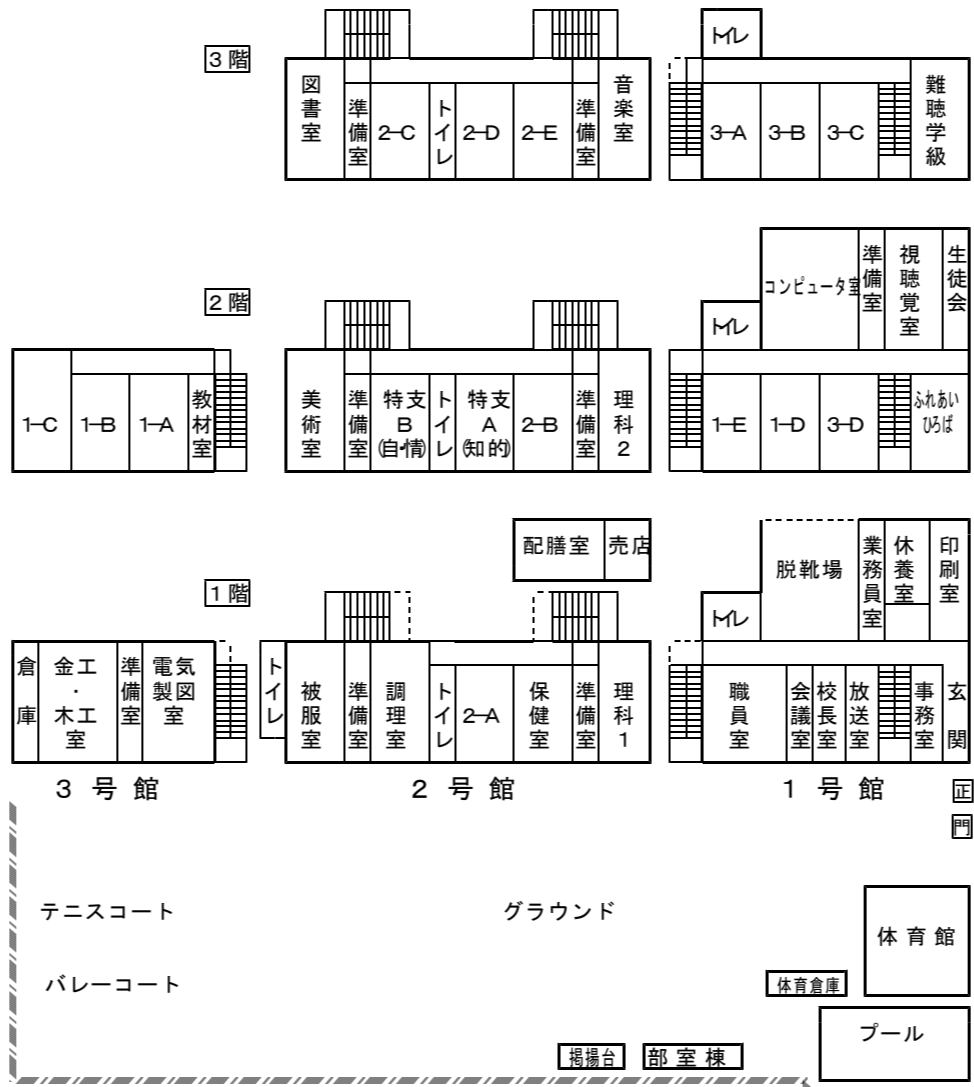 3階
図書室 準備室 2-C トイレ 2-D 2-E 準備室 音楽室
トイレ
3-A 3-B 3-C 難聴学級
2階
コンピュータ室 準備室 視聴覚室 生徒会
トイレ
1-C 1-B 1-A 教材室
美術室 準備室 特支B(自・情) トイレ 特支A(知的) 2-B 準備室 理科2
1-E 1-D 3-D ふれあいひろば
1階
配膳室 売店
脱靴場 業務員室 休養室 印刷室
トイレ
倉庫 金工・木工室 準備室 電気製図室
トイレ 被服室 準備室 調理室 トイレ 2-A 保健室 準備室 理科1
職員室 会議室 校長室 放送室 事務室 玄関
3号館 2号館 1号館
正門
テニスコート グラウンド
体育館
バレーコート
体育倉庫
プール
掲揚台 部室棟